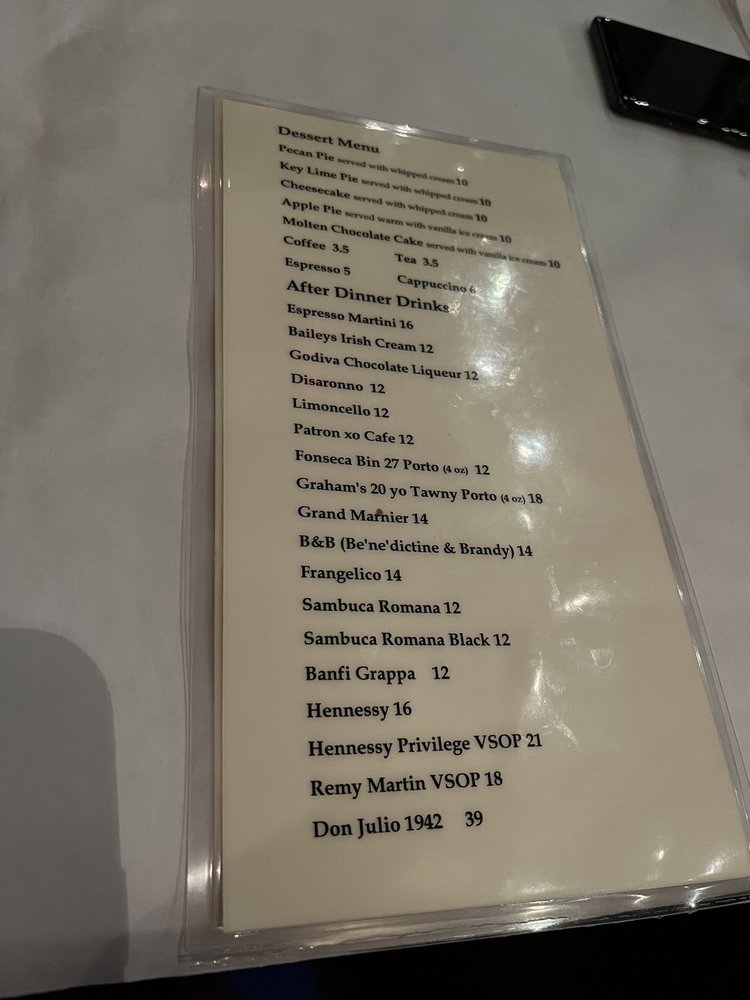 Dessert Menu
Pecan Pie served with whipped cream 10
Key Lime Pie served with whipped cream 10
Cheesecake served with whipped cream 10
Apple Pie served warm with vanilla ice cream 10
Molten Chocolate Cake served with vanilla ice cream 10
Coffee 3.5 Tea 3.5
Espresso 5 Cappuccino 6
After Dinner Drinks
Espresso Martini 16
Baileys Irish Cream 12
Godiva Chocolate Liqueur 12
Disaronno 12
Limoncello 12
Patron xo Cafe 12
Fonseca Bin 27 Porto (4 oz) 12
Graham's 20 yo Tawny Porto (4 oz) 18
Grand Marnier 14
B&B (Be'ne'dictine & Brandy) 14
Frangelico 14
Sambuca Romana 12
Sambuca Romana Black 12
Banfi Grappa 12
Hennessy 16
Hennessy Privilege VSOP 21
Remy Martin VSOP 18
Don Julio 1942 39